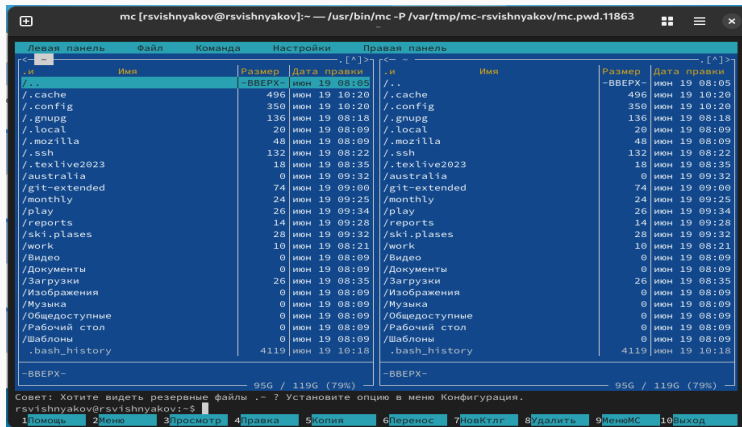 mc [rsvishnyakov@rsvishnyakov]:~ — /usr/bin/mc -P /var/tmp/mc-rsvishnyakov/mc.pwd.11863
~
Левая панель Файл Команда Настройки Правая панель
<- ~ .[^]> <- ~ .[^]>
.и Имя Размер Дата правки .и Имя Размер Дата правки
/.. -ВВЕРХ- июн 19 08:05 /.. -ВВЕРХ- июн 19 08:05
/.cache 496 июн 19 10:20 /.cache 496 июн 19 10:20
/.config 350 июн 19 10:20 /.config 350 июн 19 10:20
/.gnupg 136 июн 19 08:18 /.gnupg 136 июн 19 08:18
/.local 20 июн 19 08:09 /.local 20 июн 19 08:09
/.mozilla 48 июн 19 08:09 /.mozilla 48 июн 19 08:09
/.ssh 132 июн 19 08:22 /.ssh 132 июн 19 08:22
/.texlive2023 18 июн 19 08:35 /.texlive2023 18 июн 19 08:35
/australia 0 июн 19 09:32 /australia 0 июн 19 09:32
/git-extended 74 июн 19 09:00 /git-extended 74 июн 19 09:00
/monthly 24 июн 19 09:25 /monthly 24 июн 19 09:25
/play 26 июн 19 09:34 /play 26 июн 19 09:34
/reports 14 июн 19 09:28 /reports 14 июн 19 09:28
/ski.plases 28 июн 19 09:32 /ski.plases 28 июн 19 09:32
/work 10 июн 19 08:21 /work 10 июн 19 08:21
/Видео 0 июн 19 08:09 /Видео 0 июн 19 08:09
/Документы 0 июн 19 08:09 /Документы 0 июн 19 08:09
/Загрузки 26 июн 19 08:35 /Загрузки 26 июн 19 08:35
/Изображения 0 июн 19 08:09 /Изображения 0 июн 19 08:09
/Музыка 0 июн 19 08:09 /Музыка 0 июн 19 08:09
/Общедоступные 0 июн 19 08:09 /Общедоступные 0 июн 19 08:09
/Рабочий стол 0 июн 19 08:09 /Рабочий стол 0 июн 19 08:09
/Шаблоны 0 июн 19 08:09 /Шаблоны 0 июн 19 08:09
.bash_history 4119 июн 19 10:18 .bash_history 4119 июн 19 10:18
-ВВЕРХ- -ВВЕРХ-
95G / 119G (79%) 95G / 119G (79%)
Совет: Хотите видеть резервные файлы .~ ? Установите опцию в меню Конфигурация.
rsvishnyakov@rsvishnyakov:~$
1Помощь 2Меню 3Просмотр 4Правка 5Копия 6Перенос 7НовКтлг 8Удалить 9МенюMC 10Выход